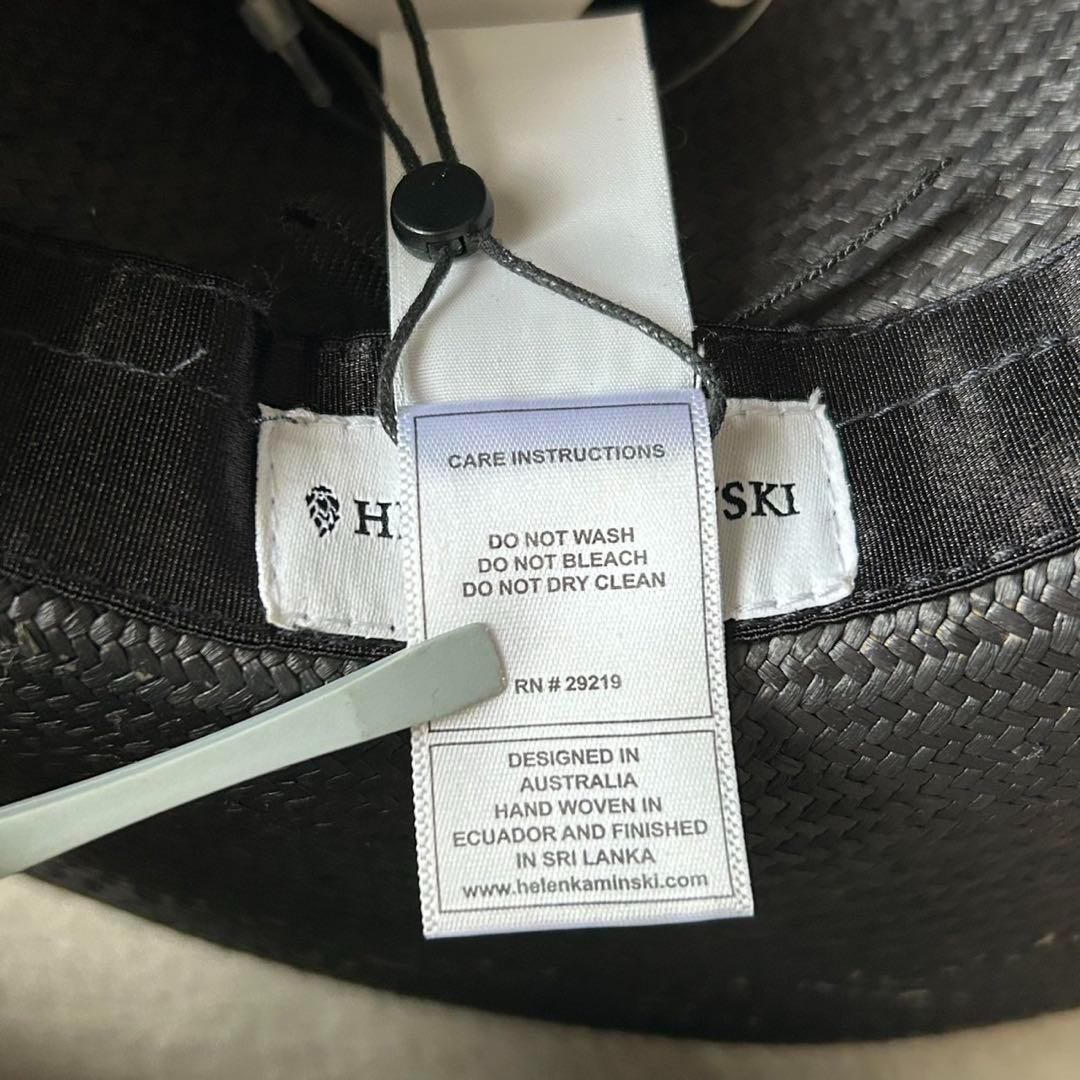 CARE INSTRUCTIONS
H SKI
DO NOT WASH
DO NOT BLEACH
DO NOT DRY CLEAN
RN # 29219
DESIGNED IN
AUSTRALIA
HAND WOVEN IN
ECUADOR AND FINISHED
IN SRI LANKA
www.helenkaminski.com